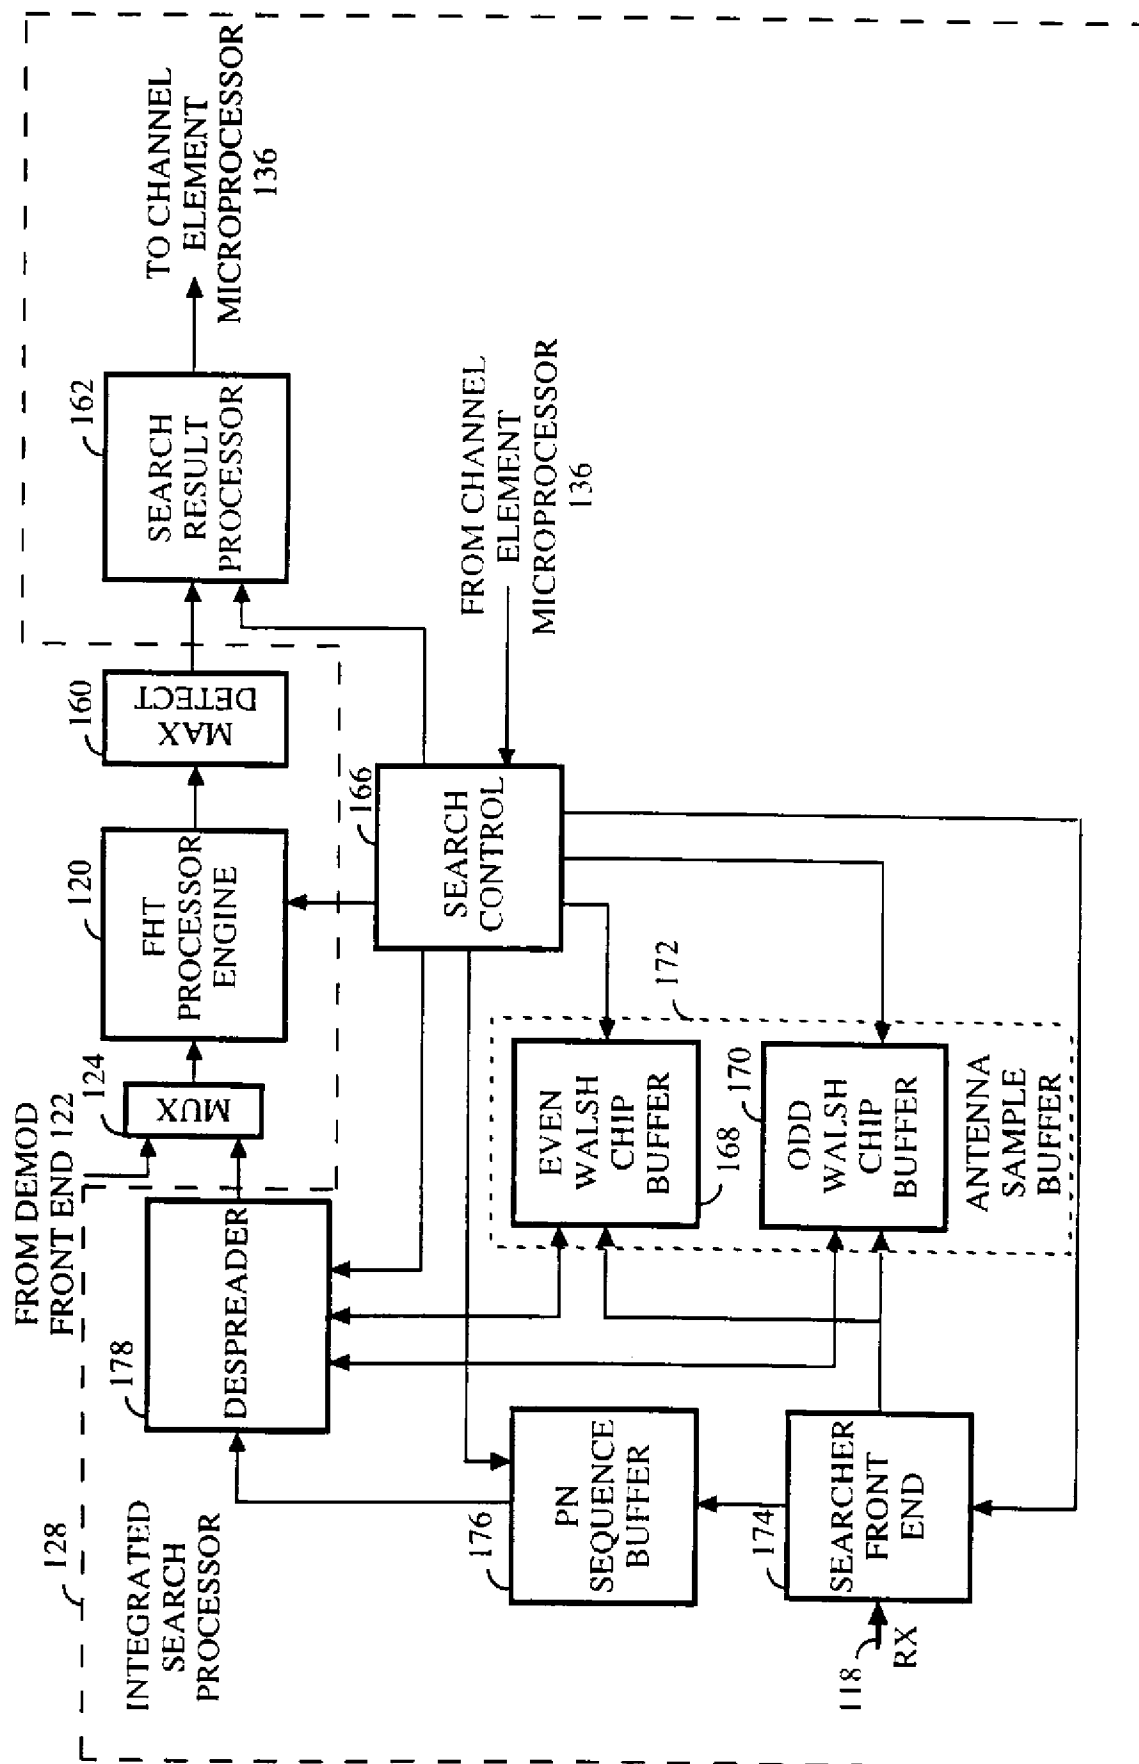 128
INTEGRATED
SEARCH
PROCESSOR
FROM DEMOD
FRONT END 122
178
DESPREADER
124
MUX
120
FHT
PROCESSOR
ENGINE
160
MAX
DETECT
162
SEARCH
RESULT
PROCESSOR
TO CHANNEL
ELEMENT
MICROPROCESSOR
136
166
SEARCH
CONTROL
FROM CHANNEL
ELEMENT
MICROPROCESSOR
136
176
PN
SEQUENCE
BUFFER
172
EVEN
WALSH
CHIP
BUFFER
168
118
RX
174
SEARCHER
FRONT
END
170
ODD
WALSH
CHIP
BUFFER
ANTENNA
SAMPLE
BUFFER